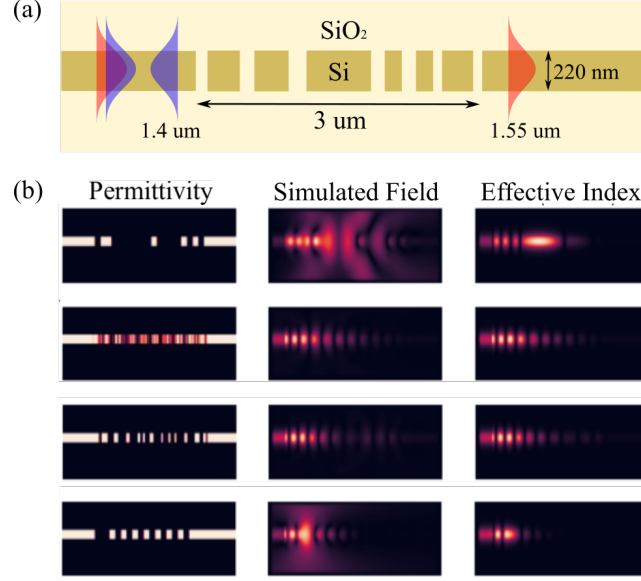 (a)
SiO₂
Si
220 nm
1.4 um
3 um
1.55 um
(b)
Permittivity Simulated Field Effective Index